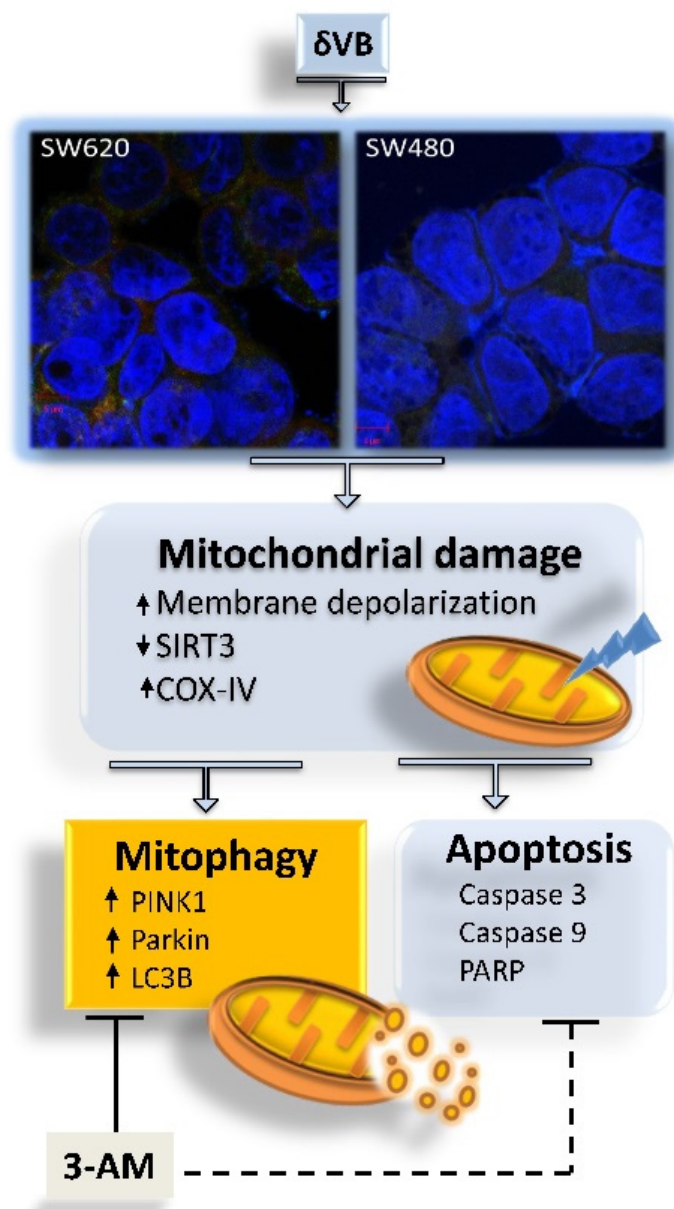 δVB
SW620
SW480
Mitochondrial damage
Membrane depolarization
SIRT3
COX-IV
Mitophagy
PINK1
Parkin
LC3B
Apoptosis
Caspase 3
Caspase 9
PARP
3-AM